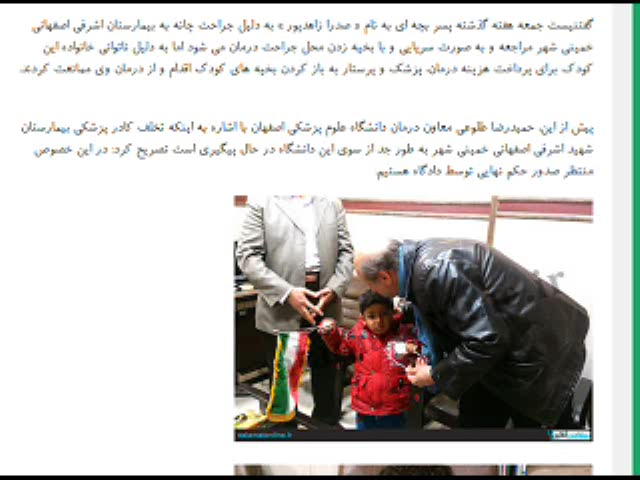 گفتنیست جمعه هفته گذشته پسر بچه ای به نام « صدرا زاهدپور » به دلیل جراحت چانه به بیمارستان اشرفی اصفهانی
خمینی شهر مراجعه و به صورت سرپایی و با بخیه زدن محل جراحت درمان می شود اما به دلیل ناتوانی خانواده این
کودک برای پرداخت هزینه درمان، پزشک و پرستار به باز کردن بخیه های کودک اقدام و از درمان وی ممانعت کردند.
پیش از این، حمیدرضا طلوعی معاون درمان دانشگاه علوم پزشکی اصفهان با اشاره به اینکه تخلف کادر پزشکی بیمارستان
شهید اشرفی اصفهانی خمینی شهر به طور جد از سوی این دانشگاه در حال پیگیری است تصریح کرد: در این خصوص
منتظر صدور حکم نهایی توسط دادگاه هستیم.
salamatonline.ir